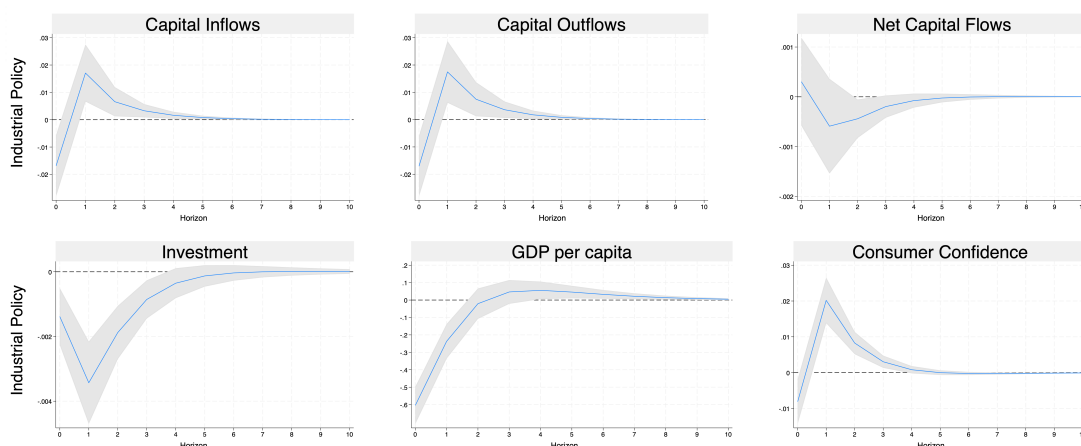 Capital Inflows
Capital Outflows
Net Capital Flows
Industrial Policy
.03
.02
.01
0
-.01
-.02
0 1 2 3 4 5 6 7 8 9 10
Horizon
.03
.02
.01
0
-.01
-.02
0 1 2 3 4 5 6 7 8 9 10
Horizon
.001
0
-.001
-.002
0 1 2 3 4 5 6 7 8 9
Horizon
Investment
GDP per capita
Consumer Confidence
Industrial Policy
0
-.002
-.004
0 1 2 3 4 5 6 7 8 9 10
Horizon
.2
.1
0
-.1
-.2
-.3
-.4
-.5
-.6
0 1 2 3 4 5 6 7 8 9 10
Horizon
.03
.02
.01
0
-.01
0 1 2 3 4 5 6 7 8 9
Horizon